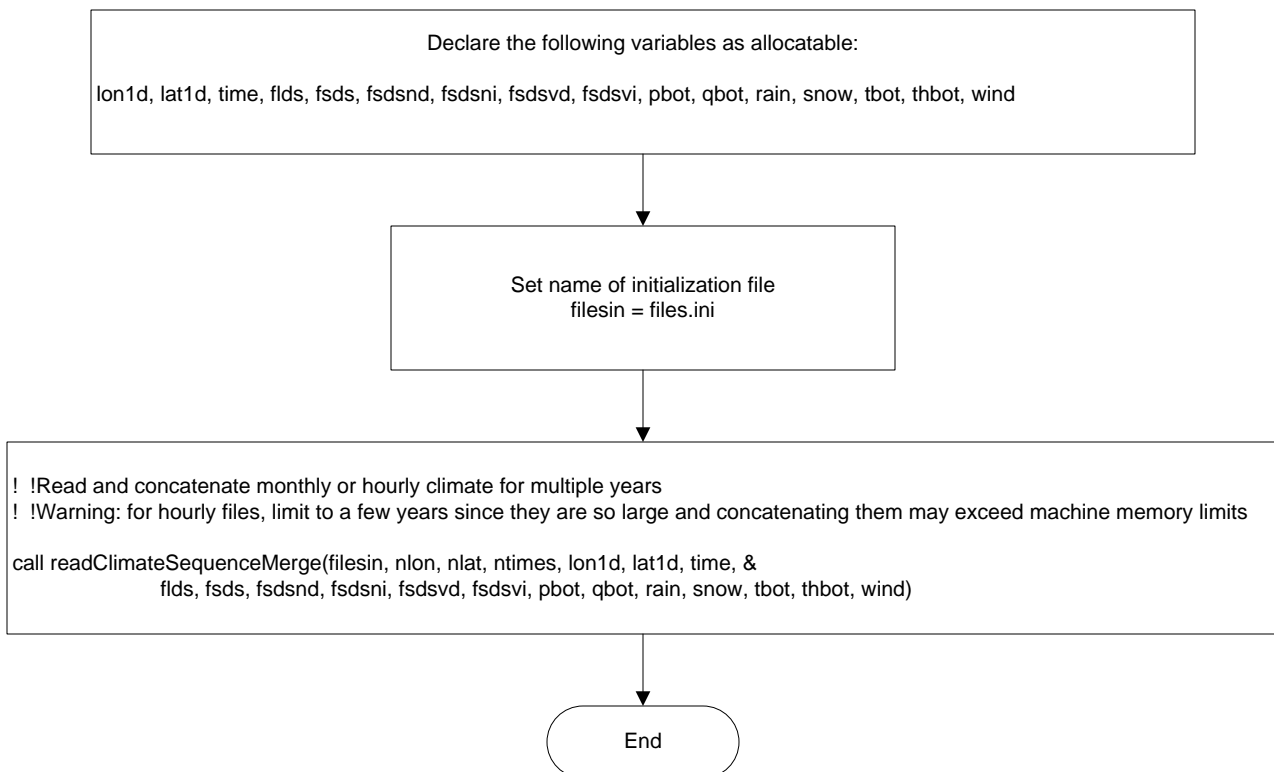 Declare the following variables as allocatable:
lon1d, lat1d, time, flds, fsds, fsdsnd, fsdsni, fsdsvd, fsdsvi, pbot, qbot, rain, snow, tbot, thbot, wind
Set name of initialization file
filesin = files.ini
! !Read and concatenate monthly or hourly climate for multiple years
! !Warning: for hourly files, limit to a few years since they are so large and concatenating them may exceed machine memory limits
call readClimateSequenceMerge(filesin, nlon, nlat, ntimes, lon1d, lat1d, time, &
flds, fsds, fsdsnd, fsdsni, fsdsvd, fsdsvi, pbot, qbot, rain, snow, tbot, thbot, wind)
End